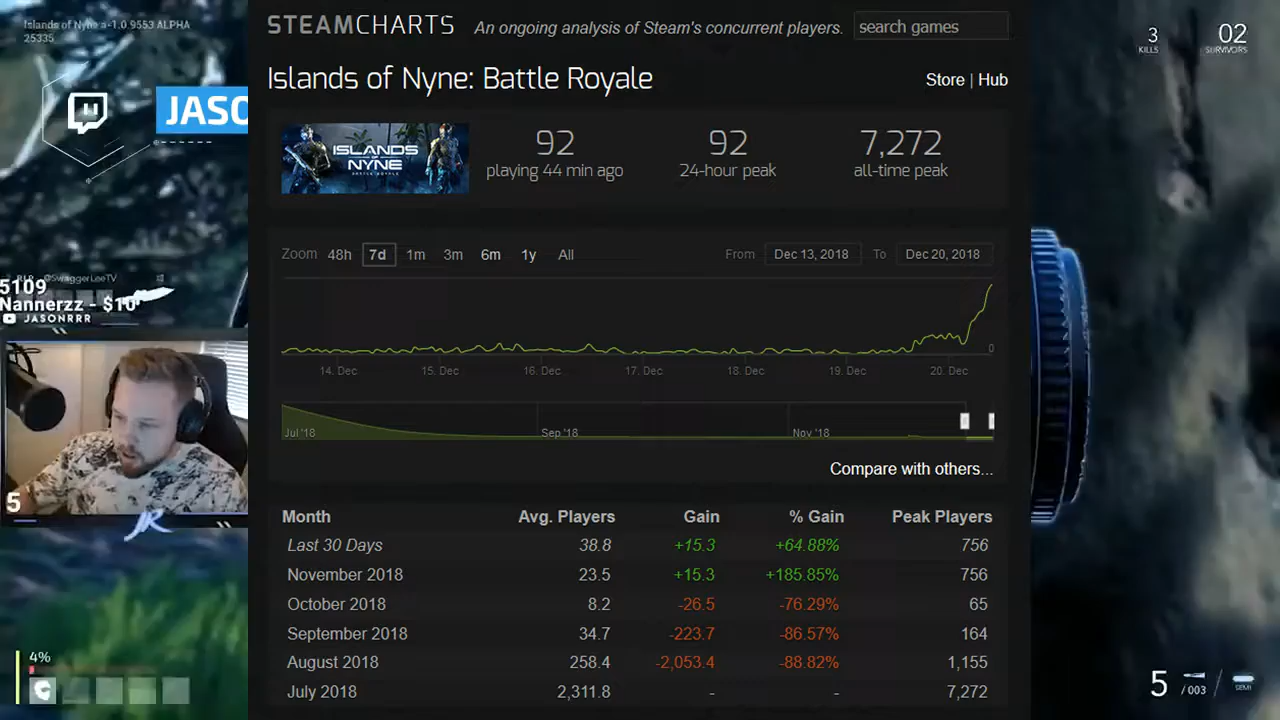 Islands of Nyne a-1.0.9553 ALPHA
25335
JASO
@SwaggerLeeTV
5109
Nannerzz - $10
JASONRRR
5
JR
4%
STEAMCHARTS An ongoing analysis of Steam's concurrent players. search games
Islands of Nyne: Battle Royale Store | Hub
ISLANDS OF NYNE
BATTLE ROYALE
92 92 7,272
playing 44 min ago 24-hour peak all-time peak
Zoom 48h 7d 1m 3m 6m 1y All From Dec 13, 2018 To Dec 20, 2018
0
14. Dec 15. Dec 16. Dec 17. Dec 18. Dec 19. Dec 20. Dec
Jul '18 Sep '18 Nov '18
Compare with others...
Month Avg. Players Gain % Gain Peak Players
Last 30 Days 38.8 +15.3 +64.88% 756
November 2018 23.5 +15.3 +185.85% 756
October 2018 8.2 -26.5 -76.29% 65
September 2018 34.7 -223.7 -86.57% 164
August 2018 258.4 -2,053.4 -88.82% 1,155
July 2018 2,311.8 - - 7,272
3 02
KILLS SURVIVORS
5 /003 SEMI